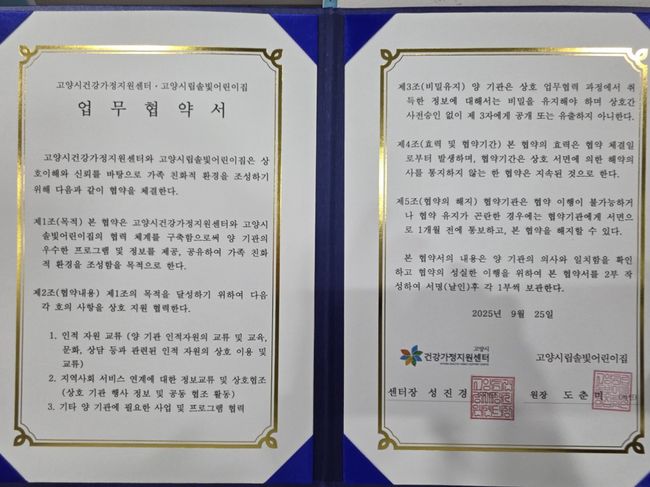 고양시건강가정지원센터 · 고양시립솔빛어린이집
업 무 협 약 서
고양시건강가정지원센터와 고양시립솔빛어린이집은 상
호이해와 신뢰를 바탕으로 가족 친화적 환경을 조성하기
위해 다음과 같이 협약을 체결한다.
제1조(목적) 본 협약은 고양시건강가정지원센터와 고양시
솔빛어린이집의 협력 체계를 구축함으로써 양 기관의
우수한 프로그램 및 정보를 제공, 공유하여 가족 친화
적 환경을 조성함을 목적으로 한다.
제2조(협약내용) 제1조의 목적을 달성하기 위하여 다음
각 호의 사항을 상호 지원 협력한다.
1. 인적 자원 교류 (양 기관 인적자원의 교류 및 교육,
문화, 상담 등과 관련된 인적 자원의 상호 이용 및
교류)
2. 지역사회 서비스 연계에 대한 정보교류 및 상호협조
(상호 기관 행사 정보 및 공동 협조 활동)
3. 기타 양 기관에 필요한 사업 및 프로그램 협력
제3조(비밀유지) 양 기관은 상호 업무협력 과정에서 취
득한 정보에 대해서는 비밀을 유지해야 하며 상호간
사전승인 없이 제 3자에게 공개 또는 유출하지 아니한다.
제4조(효력 및 협약기간) 본 협약의 효력은 협약 체결일
로부터 발생하며, 협약기간은 상호 서면에 의한 해약의
사를 통지하지 않는 한 협약은 지속된 것으로 한다.
제5조(협약의 해지) 협약기관은 협약 이행이 불가능하거
나 협약 유지가 곤란한 경우에는 협약기관에게 서면으
로 1개월 전에 통보하고, 본 협약을 해지할 수 있다.
본 협약서의 내용은 양 기관의 의사와 일치함을 확인
하고 협약의 성실한 이행을 위하여 본 협약서를 2부 작
성하여 서명(날인)후 각 1부씩 보관한다.
2025년 9월 25일
고양시
건강가정지원센터 고양시립솔빛어린이집
센터장 성진경 원장 도춘미